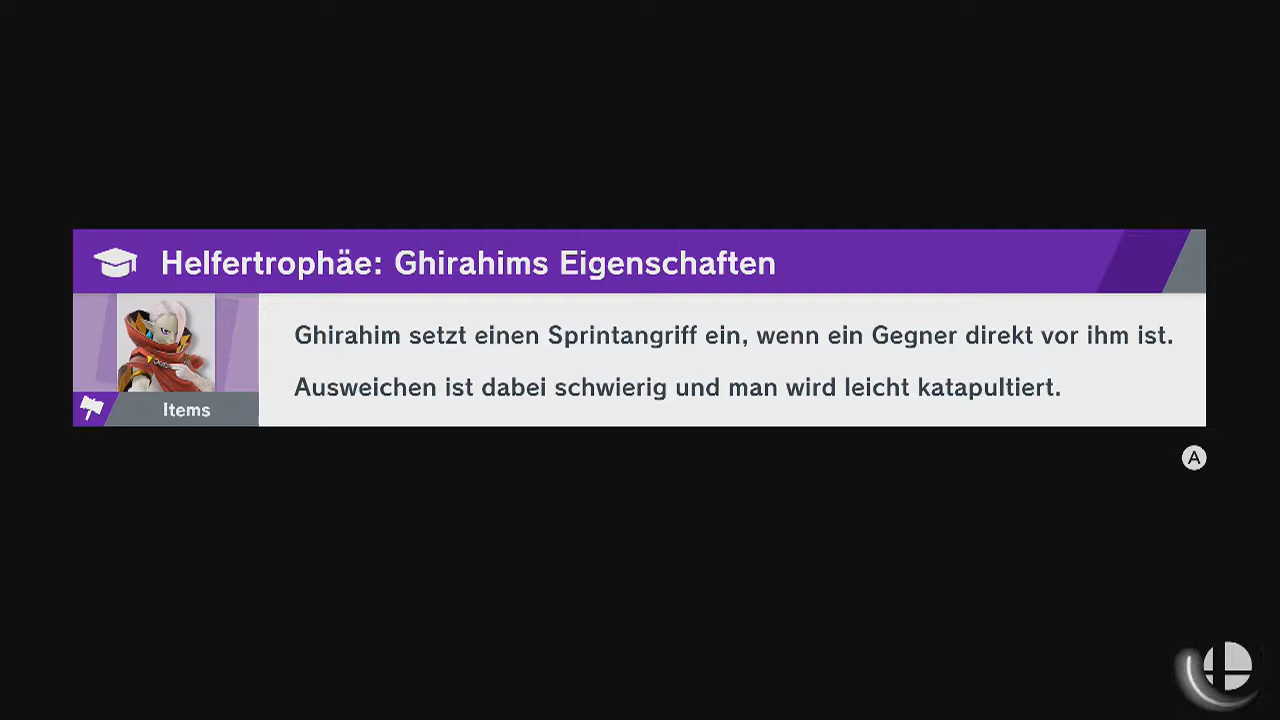 Helfertrophäe: Ghirahims Eigenschaften
Ghirahim setzt einen Sprintangriff ein, wenn ein Gegner direkt vor ihm ist.
Ausweichen ist dabei schwierig und man wird leicht katapultiert.
Items
A